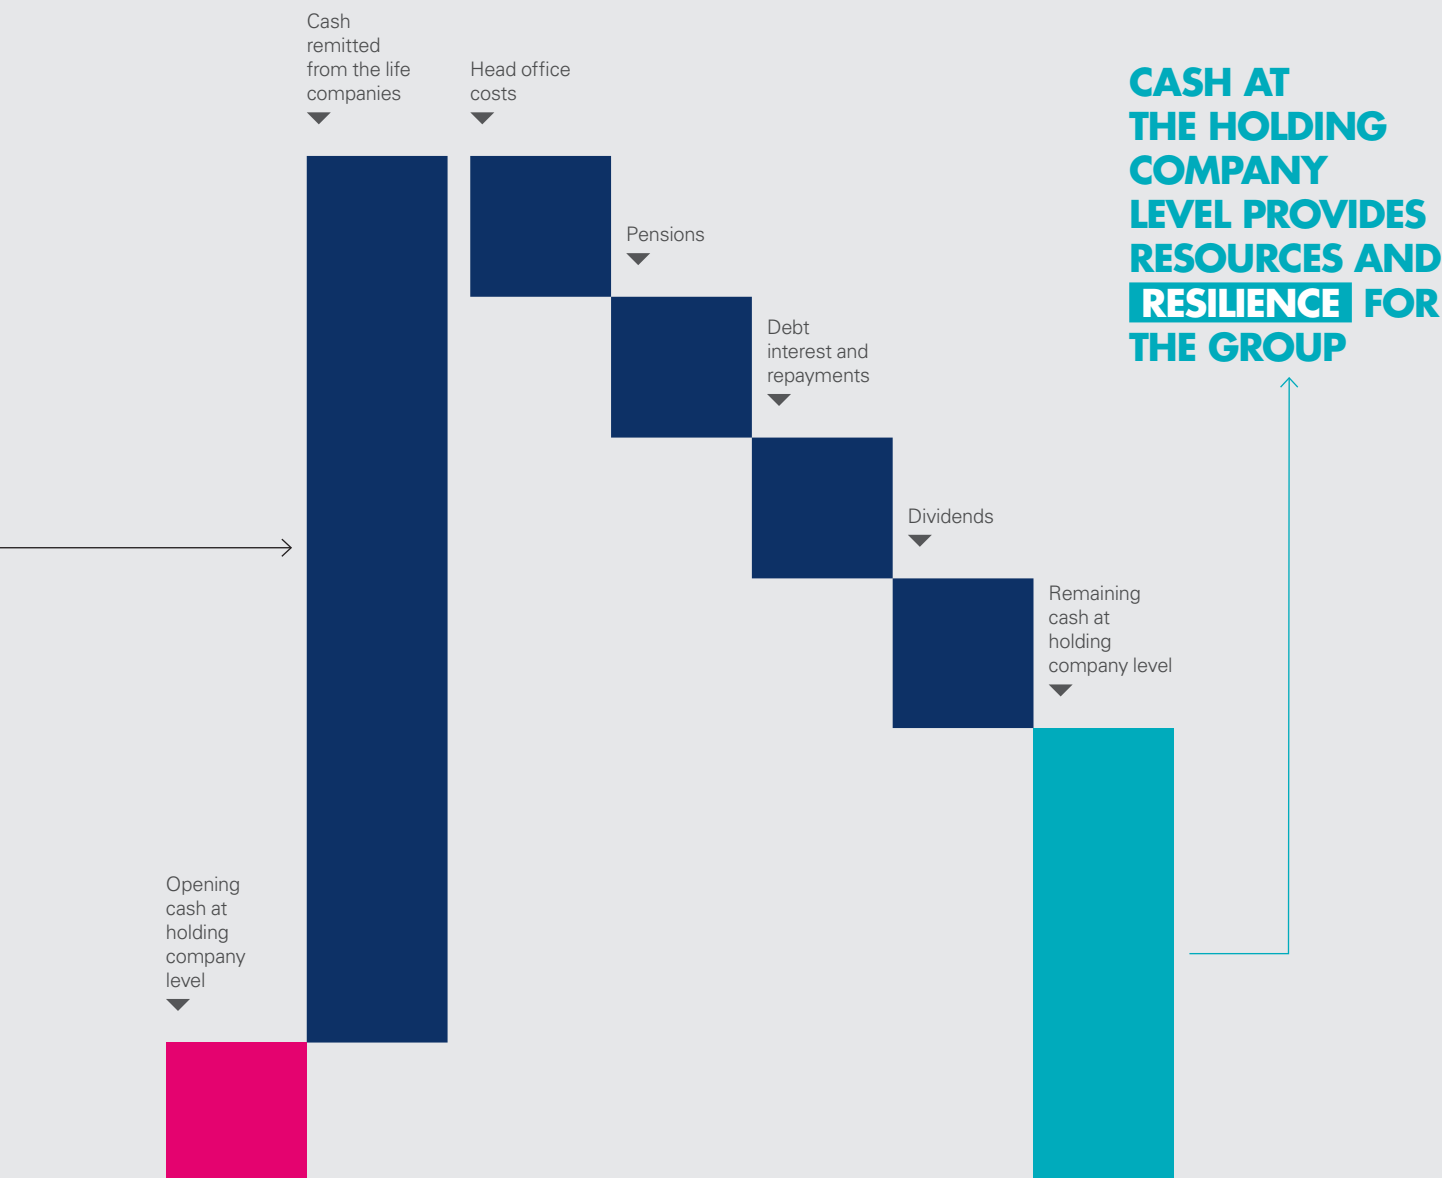 Cash
remitted
from the life
companies
Head office
costs
Pensions
Debt
interest and
repayments
Dividends
Remaining
cash at
holding
company level
Opening
cash at
holding
company
level
CASH AT
THE HOLDING
COMPANY
LEVEL PROVIDES
RESOURCES AND
RESILIENCE FOR
THE GROUP